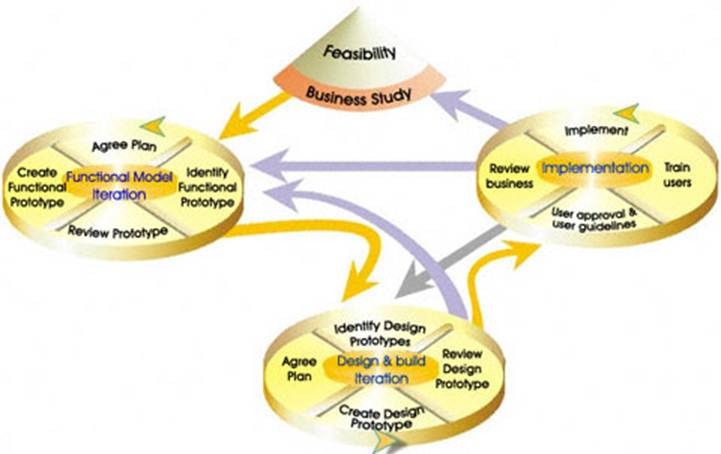 Feasibility
Business Study
Agree Plan
Create
Functional
Prototype
Functional Model
Iteration
Identify
Functional
Prototype
Review Prototype
Implement
Review
business
Implementation
Train
users
User approval &
user guidelines
Identify Design
Prototypes
Agree
Plan
Design & build
Iteration
Review
Design
Prototype
Create Design
Prototype